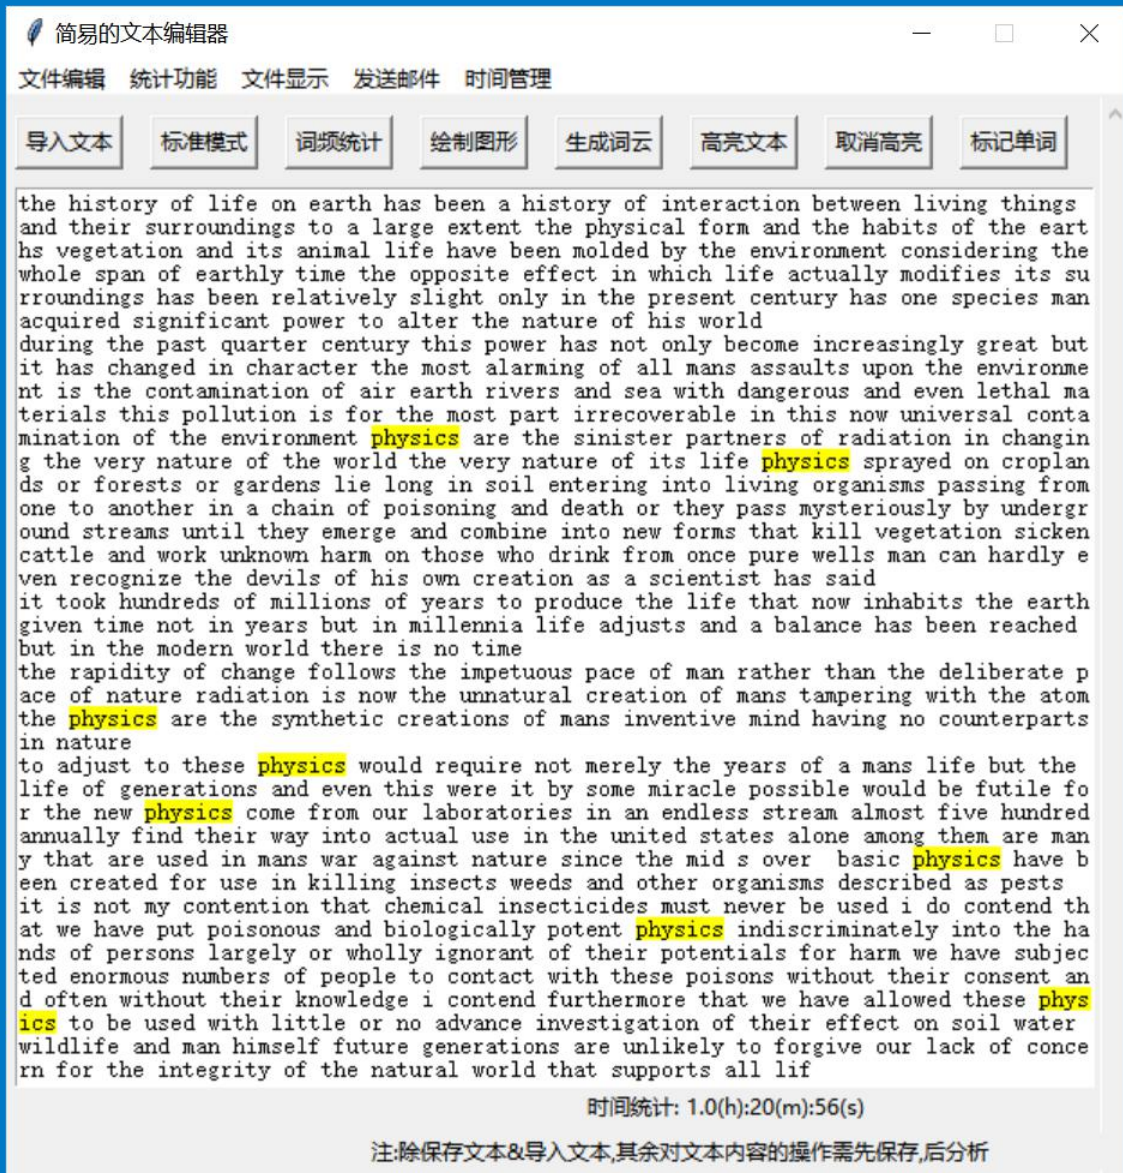 简易的文本编辑器
文件编辑 统计功能 文件显示 发送邮件 时间管理
导入文本 标准模式 词频统计 绘制图形 生成词云 高亮文本 取消高亮 标记单词
the history of life on earth has been a history of interaction between living things
and their surroundings to a large extent the physical form and the habits of the eart
hs vegetation and its animal life have been molded by the environment considering the
whole span of earthly time the opposite effect in which life actually modifies its su
rroundings has been relatively slight only in the present century has one species man
acquired significant power to alter the nature of his world
during the past quarter century this power has not only become increasingly great but
it has changed in character the most alarming of all mans assaults upon the environme
nt is the contamination of air earth rivers and sea with dangerous and even lethal ma
terials this pollution is for the most part irrecoverable in this now universal conta
mination of the environment physics are the sinister partners of radiation in changin
g the very nature of the world the very nature of its life physics sprayed on croplan
ds or forests or gardens lie long in soil entering into living organisms passing from
one to another in a chain of poisoning and death or they pass mysteriously by undergr
ound streams until they emerge and combine into new forms that kill vegetation sicken
cattle and work unknown harm on those who drink from once pure wells man can hardly e
ven recognize the devils of his own creation as a scientist has said
it took hundreds of millions of years to produce the life that now inhabits the earth
given time not in years but in millennia life adjusts and a balance has been reached
but in the modern world there is no time
the rapidity of change follows the impetuous pace of man rather than the deliberate p
ace of nature radiation is now the unnatural creation of mans tampering with the atom
the physics are the synthetic creations of mans inventive mind having no counterparts
in nature
to adjust to these physics would require not merely the years of a mans life but the
life of generations and even this were it by some miracle possible would be futile fo
r the new physics come from our laboratories in an endless stream almost five hundred
annually find their way into actual use in the united states alone among them are man
y that are used in mans war against nature since the mid s over  basic physics have b
een created for use in killing insects weeds and other organisms described as pests
it is not my contention that chemical insecticides must never be used i do contend th
at we have put poisonous and biologically potent physics indiscriminately into the ha
nds of persons largely or wholly ignorant of their potentials for harm we have subjec
ted enormous numbers of people to contact with these poisons without their consent an
d often without their knowledge i contend furthermore that we have allowed these phys
ics to be used with little or no advance investigation of their effect on soil water
wildlife and man himself future generations are unlikely to forgive our lack of conce
rn for the integrity of the natural world that supports all lif
时间统计: 1.0(h):20(m):56(s)
注:除保存文本&导入文本,其余对文本内容的操作需先保存,后分析